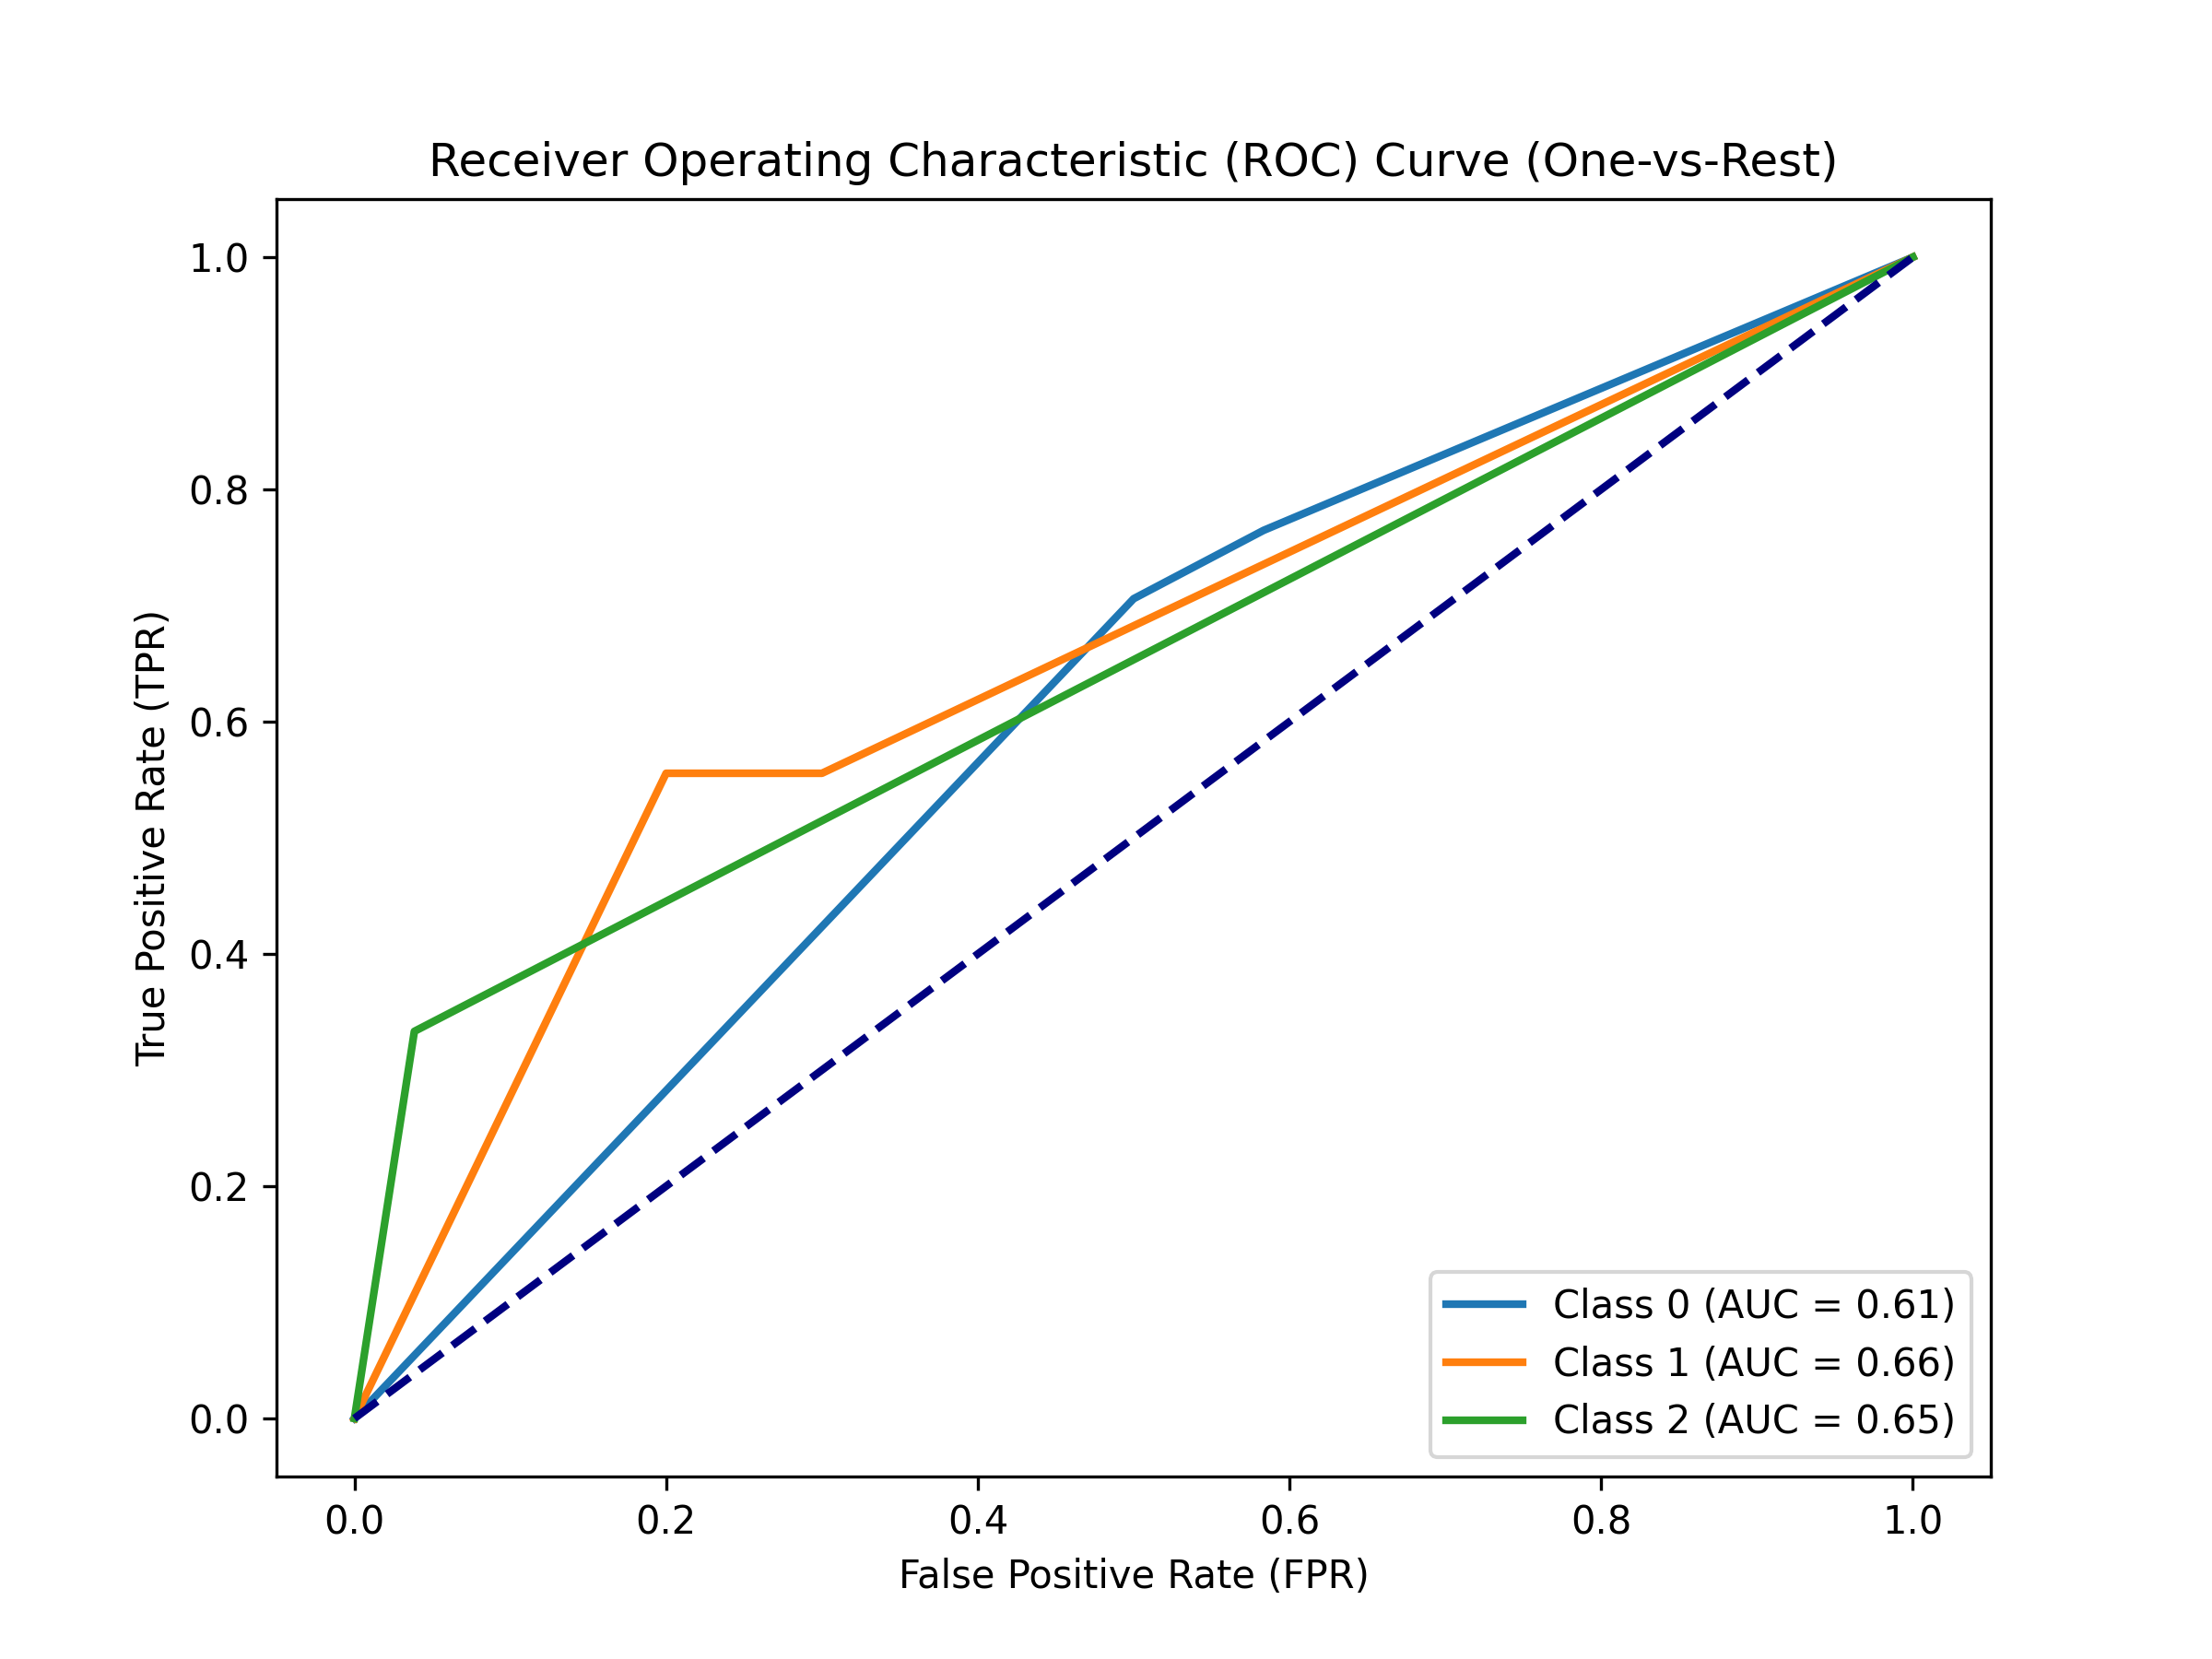 Receiver Operating Characteristic (ROC) Curve (One-vs-Rest)
1.0
0.8
0.6
0.4
0.2
0.0
True Positive Rate (TPR)
Class 0 (AUC = 0.61)
Class 1 (AUC = 0.66)
Class 2 (AUC = 0.65)
0.0 0.2 0.4 0.6 0.8 1.0
False Positive Rate (FPR)